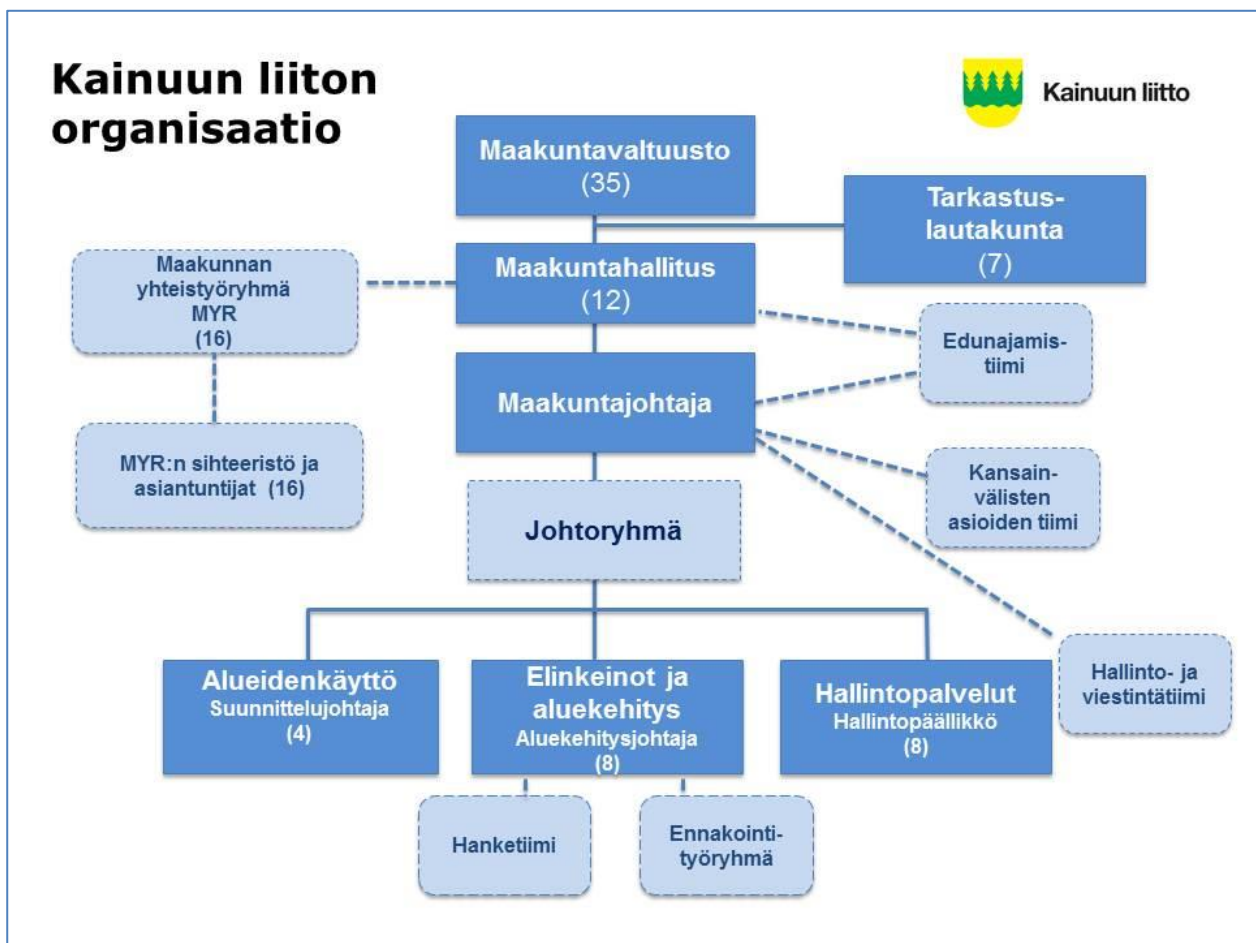 Kainuun liiton
organisaatio
Kainuun liitto
Maakuntavaltuusto
(35)
Tarkastus-
lautakunta
(7)
Maakunnan
yhteistyöryhmä
MYR
(16)
Maakuntahallitus
(12)
Edunajamis-
tiimi
Maakuntajohtaja
MYR:n sihteeristö ja
asiantuntijat (16)
Kansain-
välisten
asioiden tiimi
Johtoryhmä
Hallinto- ja
viestintätiimi
Alueidenkäyttö
Suunnittelujohtaja
(4)
Elinkeinot ja
aluekehitys
Aluekehitysjohtaja
(8)
Hallintopalvelut
Hallintopäällikkö
(8)
Hanketiimi
Ennakointi-
työryhmä